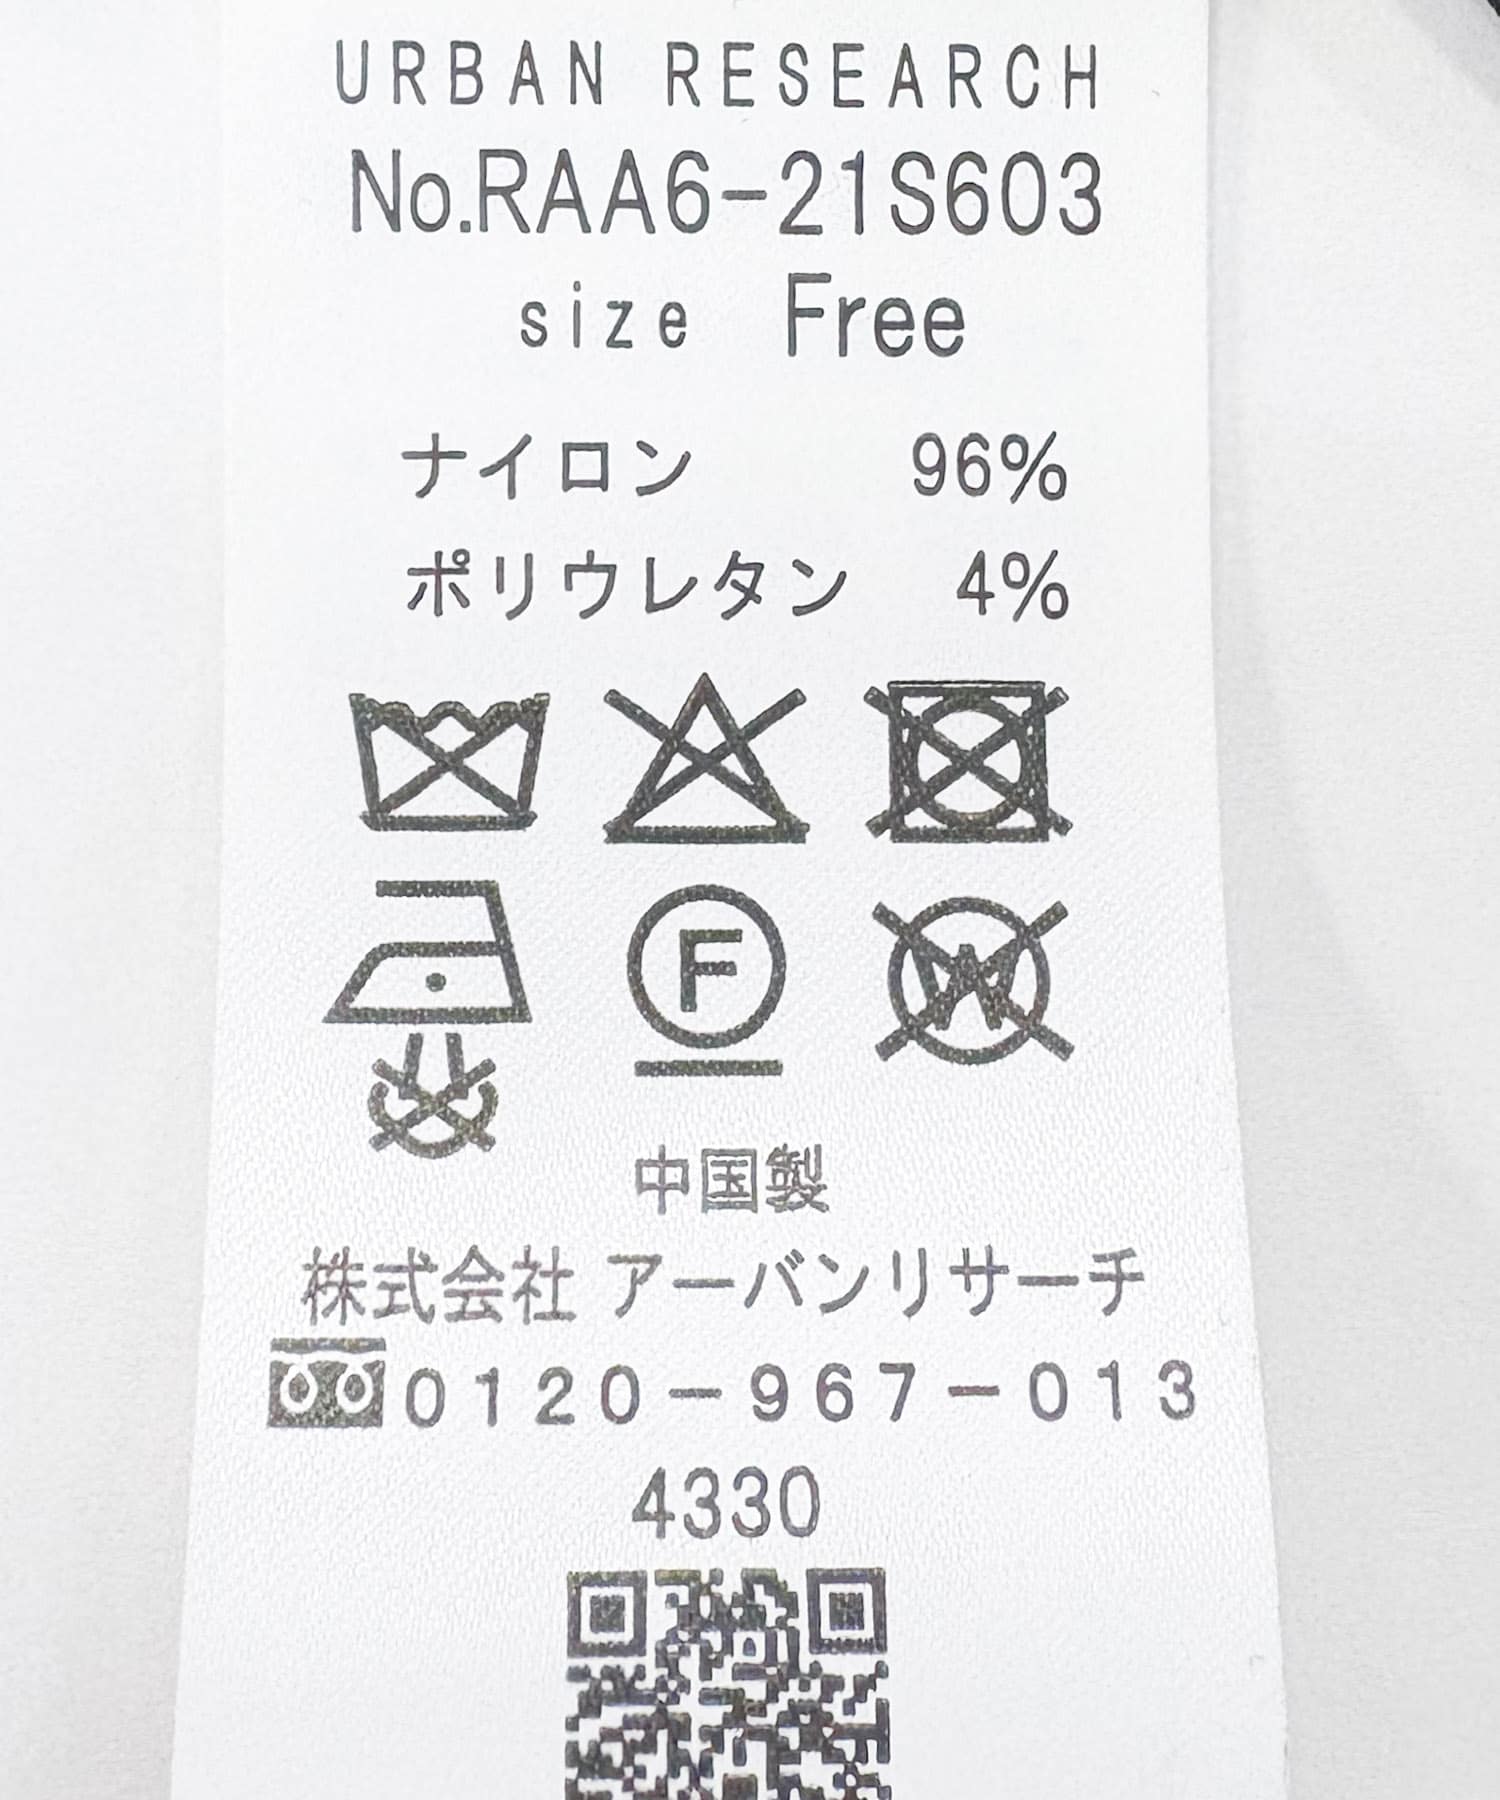 URBAN RESEARCH
No.RAA6-21S603
size Free
ナイロン 96%
ポリウレタン 4%
F W
中国製
株式会社 アーバンリサーチ
0120-967-013
4330